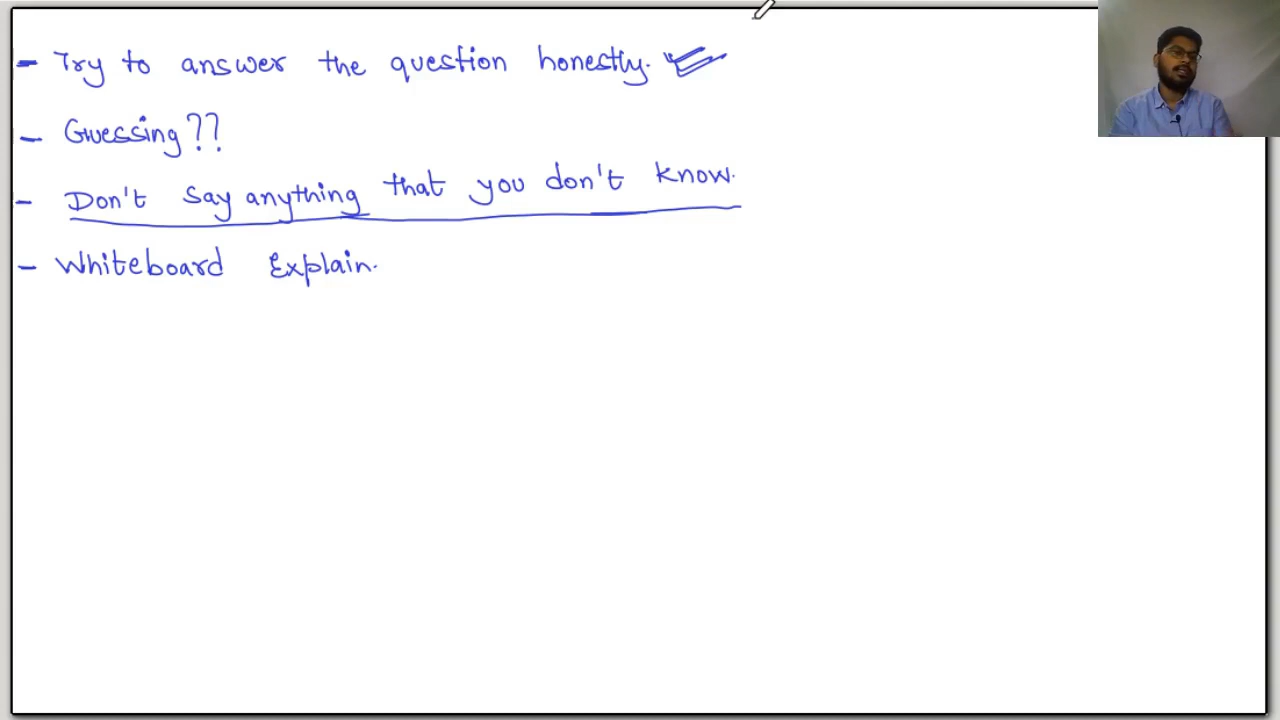 - Try to answer the question honestly.
- Guessing??
- Don't say anything that you don't know.
- Whiteboard Explain.